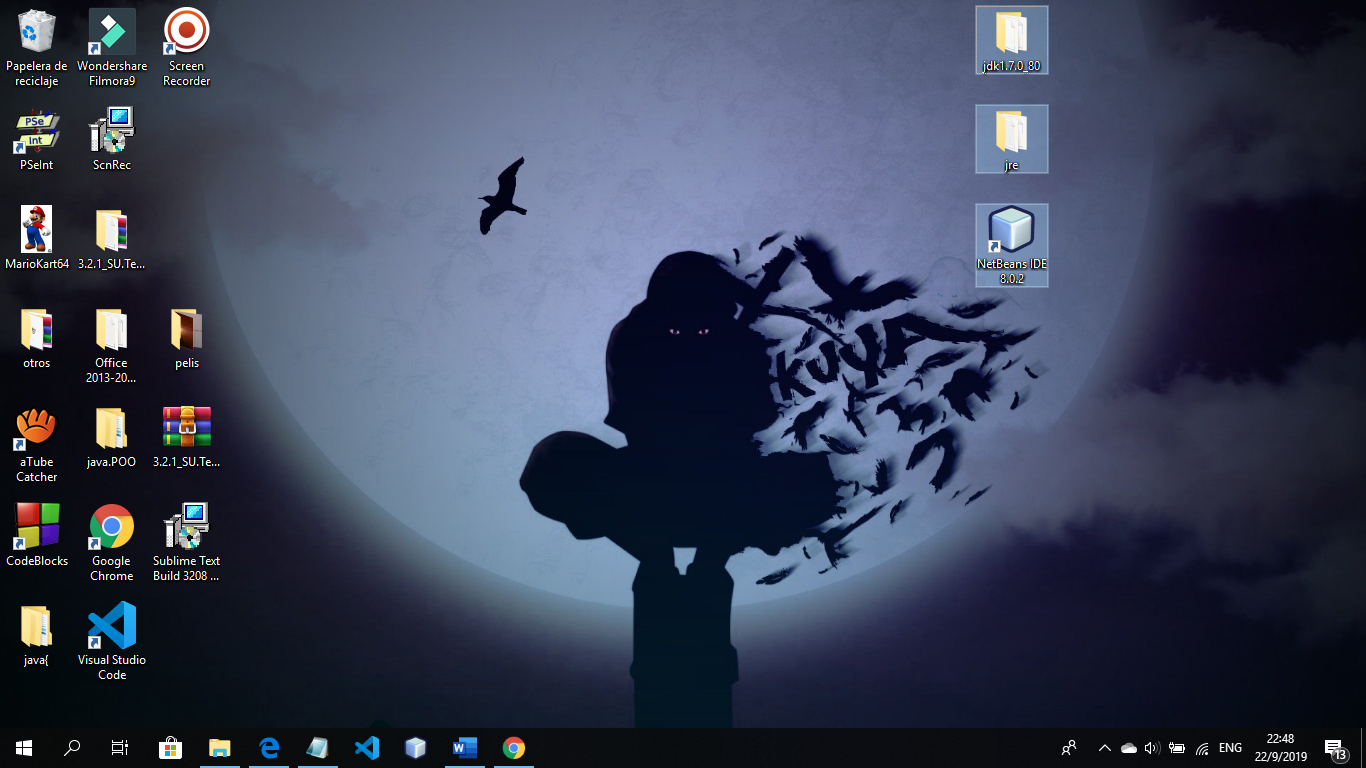 Papelera de
reciclaje
Wondershare
Filmora9
Screen
Recorder
jdk1.7.0_80
PSe
Int
PSeInt
ScnRec
jre
MarioKart64
3.2.1_SU.Te...
NetBeans IDE
8.0.2
otros
Office
2013-20...
pelis
aTube
Catcher
java.POO
3.2.1_SU.Te...
CodeBlocks
Google
Chrome
Sublime Text
Build 3208 ...
java{
Visual Studio
Code
ENG
22:48
22/9/2019
13